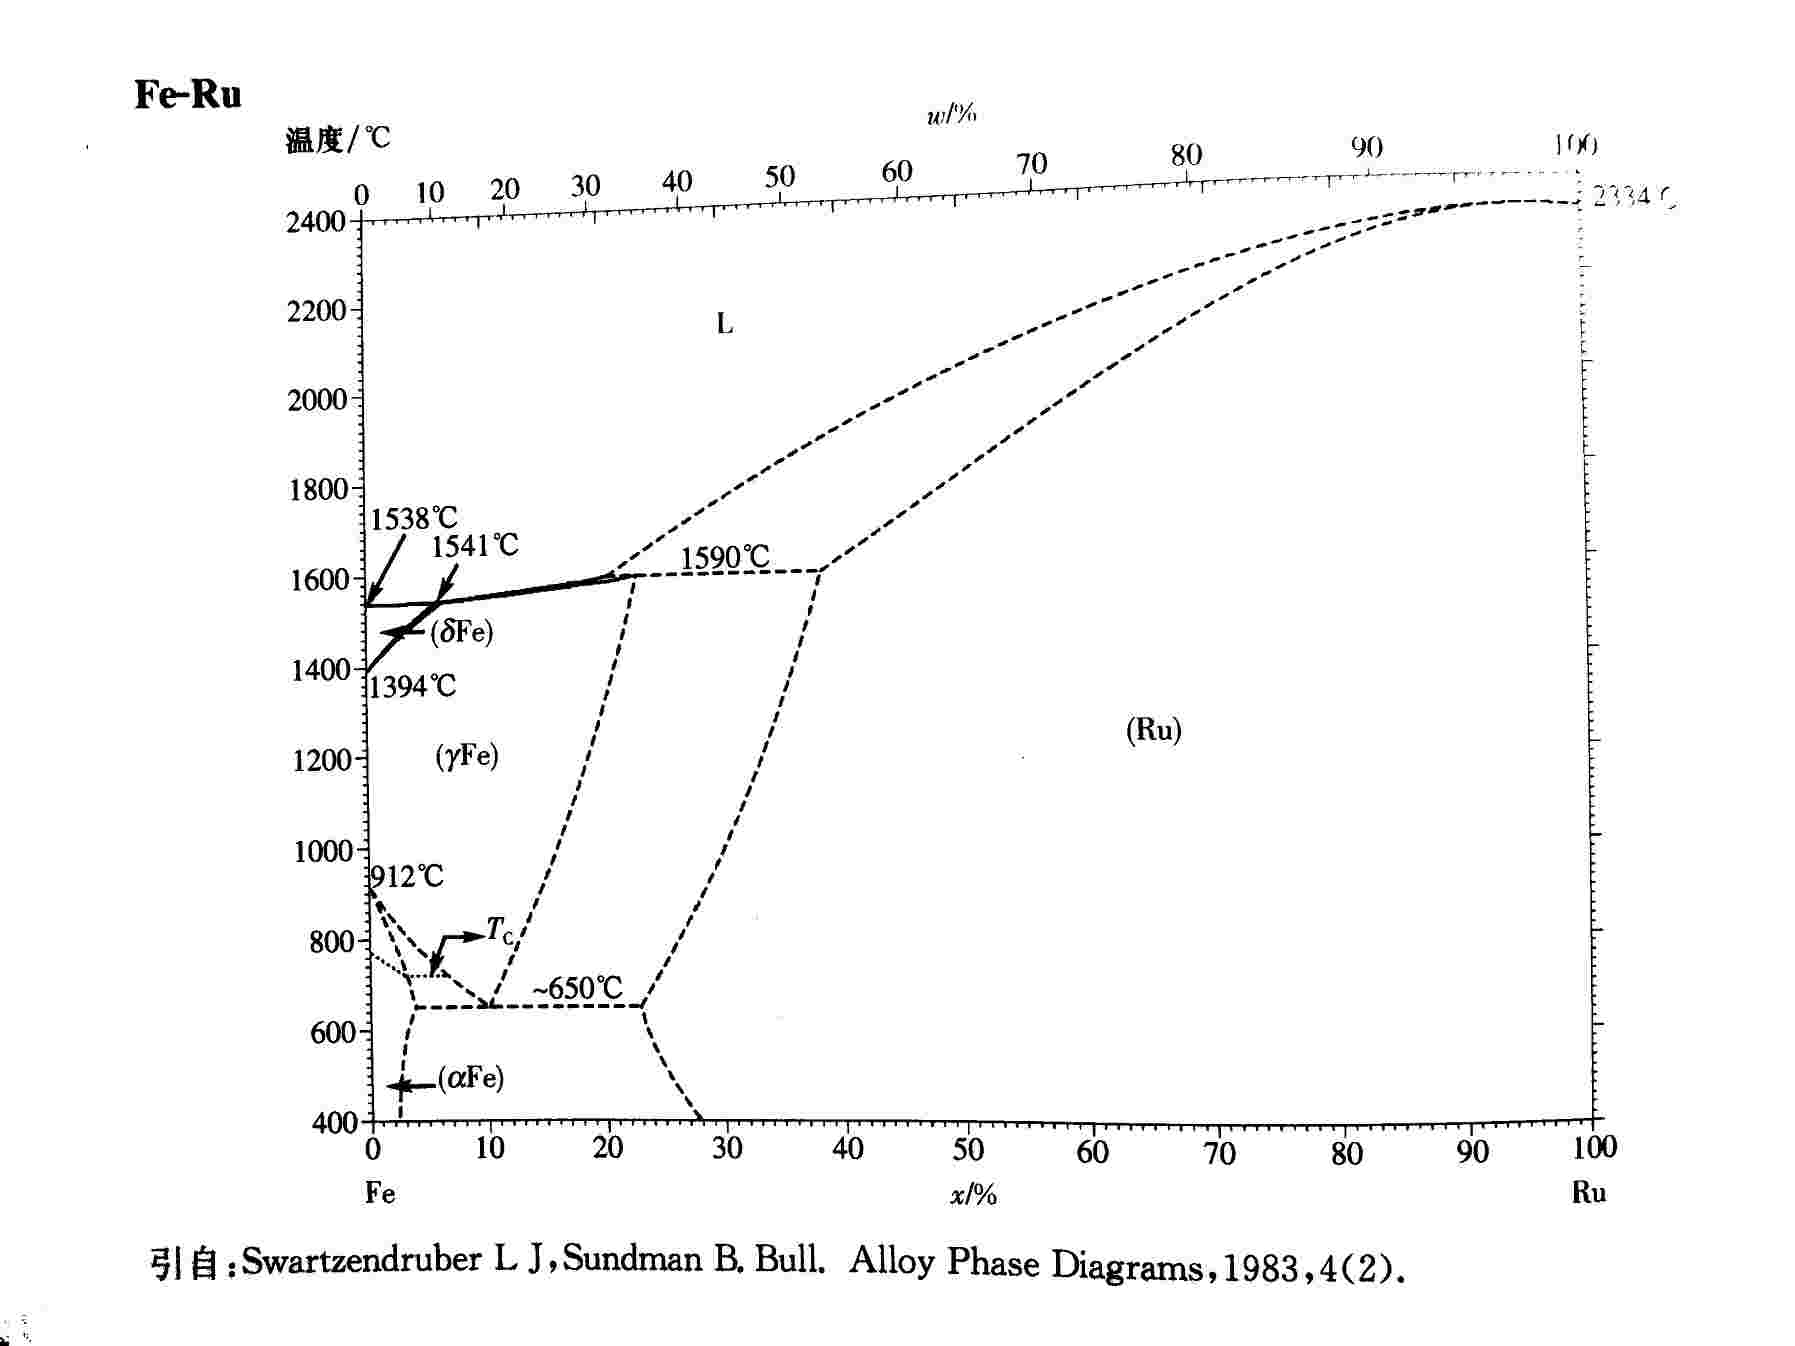 Fe-Ru
温度/℃
w/%
0 10 20 30 40 50 60 70 80 90 100
2400
2334℃
2200
L
2000
1800
1538℃
1541℃
1590℃
1600
(δFe)
1400
1394℃
(Ru)
(γFe)
1200
1000
912℃
Tc
800
~650℃
600
(αFe)
400
0 10 20 30 40 50 60 70 80 90 100
Fe x/% Ru
引自:Swartzendruber L J,Sundman B. Bull. Alloy Phase Diagrams,1983,4(2).